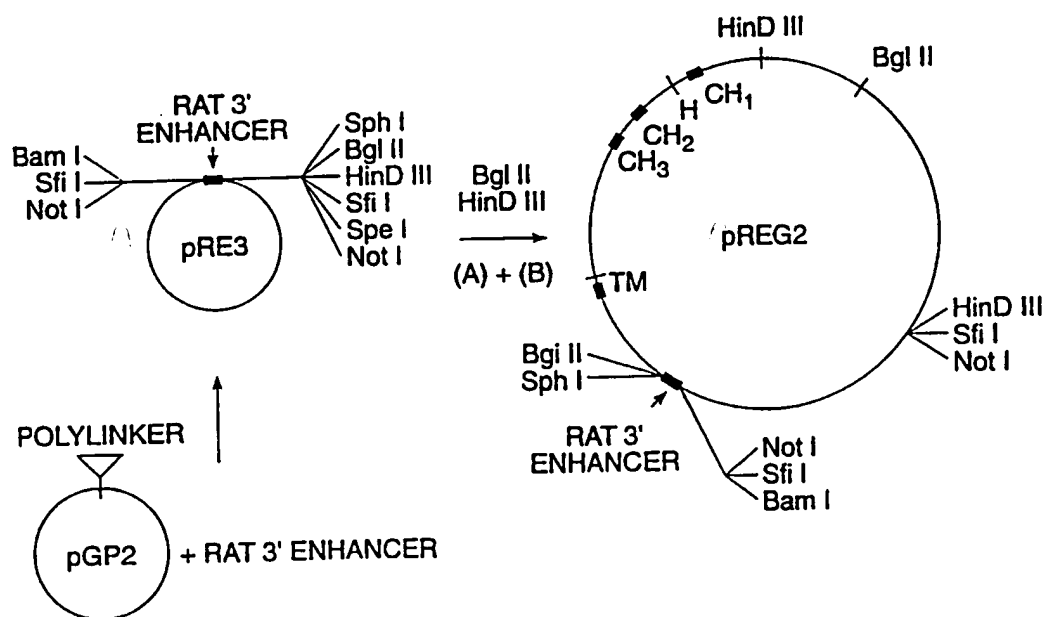 RAT 3'
ENHANCER
Bam I
Sfi I
Not I
Sph I
Bgl II
HinD III
Sfi I
Spe I
Not I
pRE3
Bgl II
HinD III
(A) + (B)
POLYLINKER
pGP2
+ RAT 3' ENHANCER
HinD III
Bgl II
CH1
H
CH2
CH3
pREG2
TM
HinD III
Sfi I
Not I
Bgi II
Sph I
RAT 3'
ENHANCER
Not I
Sfi I
Bam I